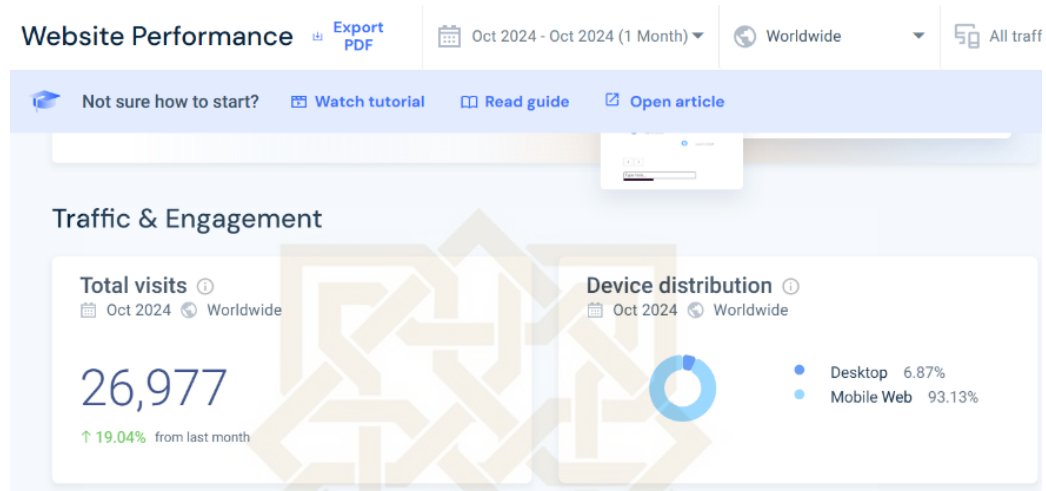 Website Performance
Export
PDF
Oct 2024 - Oct 2024 (1 Month)
Worldwide
All traff
Not sure how to start?
Watch tutorial
Read guide
Open article
Traffic & Engagement
Total visits
Oct 2024 Worldwide
26,977
↑ 19.04% from last month
Device distribution
Oct 2024 Worldwide
Desktop 6.87%
Mobile Web 93.13%